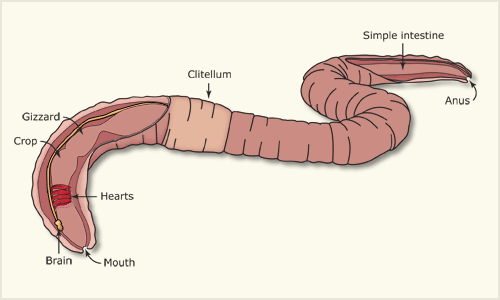 Simple intestine
Clitellum
Anus
Gizzard
Crop
Hearts
Brain
Mouth